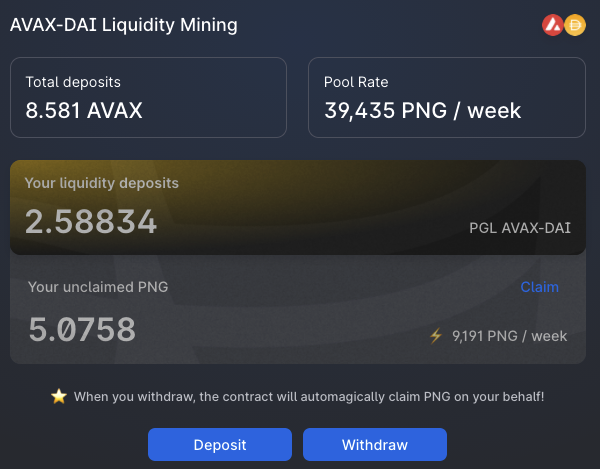 AVAX-DAI Liquidity Mining
Total deposits
8.581 AVAX
Pool Rate
39,435 PNG / week
Your liquidity deposits
2.58834
PGL AVAX-DAI
Your unclaimed PNG
Claim
5.0758
⚡ 9,191 PNG / week
⭐ When you withdraw, the contract will automagically claim PNG on your behalf!
Deposit
Withdraw